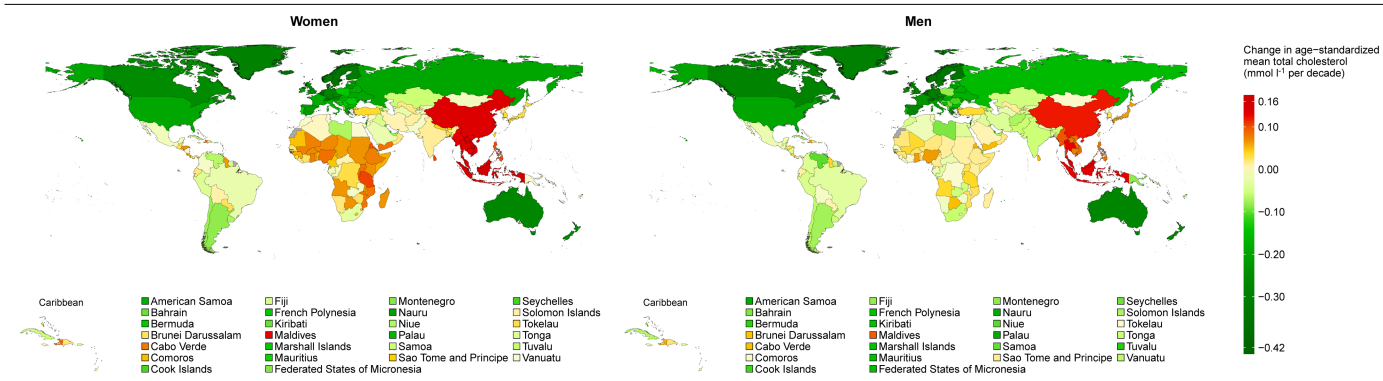 Women
Men
Change in age−standardized
mean total cholesterol
(mmol l⁻¹ per decade)
0.16
0.10
0.00
−0.10
−0.20
−0.30
−0.42
Caribbean
American Samoa
Bahrain
Bermuda
Brunei Darussalam
Cabo Verde
Comoros
Cook Islands
Fiji
French Polynesia
Kiribati
Maldives
Marshall Islands
Mauritius
Federated States of Micronesia
Montenegro
Nauru
Niue
Palau
Samoa
Sao Tome and Principe
Seychelles
Solomon Islands
Tokelau
Tonga
Tuvalu
Vanuatu
Caribbean
American Samoa
Bahrain
Bermuda
Brunei Darussalam
Cabo Verde
Comoros
Cook Islands
Fiji
French Polynesia
Kiribati
Maldives
Marshall Islands
Mauritius
Federated States of Micronesia
Montenegro
Nauru
Niue
Palau
Samoa
Sao Tome and Principe
Seychelles
Solomon Islands
Tokelau
Tonga
Tuvalu
Vanuatu